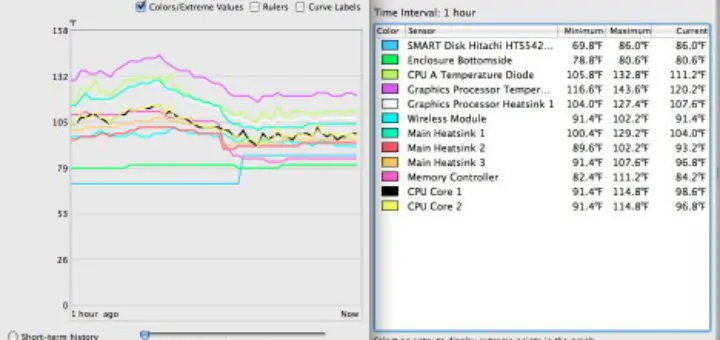 Colors/Extreme Values Rulers Curve Labels
°F
158
132
105
79
53
26
0
1 hour ago Now
Short-term history
Time Interval: 1 hour
Color Sensor Minimum Maximum Current
SMART Disk Hitachi HTS542... 69.8°F 86.0°F 86.0°F
Enclosure Bottomside 78.8°F 80.6°F 80.6°F
CPU A Temperature Diode 105.8°F 132.8°F 111.2°F
Graphics Processor Temper... 116.6°F 143.6°F 120.2°F
Graphics Processor Heatsink 1 104.0°F 127.4°F 107.6°F
Wireless Module 91.4°F 102.2°F 91.4°F
Main Heatsink 1 100.4°F 129.2°F 104.0°F
Main Heatsink 2 89.6°F 102.2°F 93.2°F
Main Heatsink 3 91.4°F 107.6°F 96.8°F
Memory Controller 82.4°F 111.2°F 84.2°F
CPU Core 1 91.4°F 114.8°F 98.6°F
CPU Core 2 91.4°F 114.8°F 96.8°F